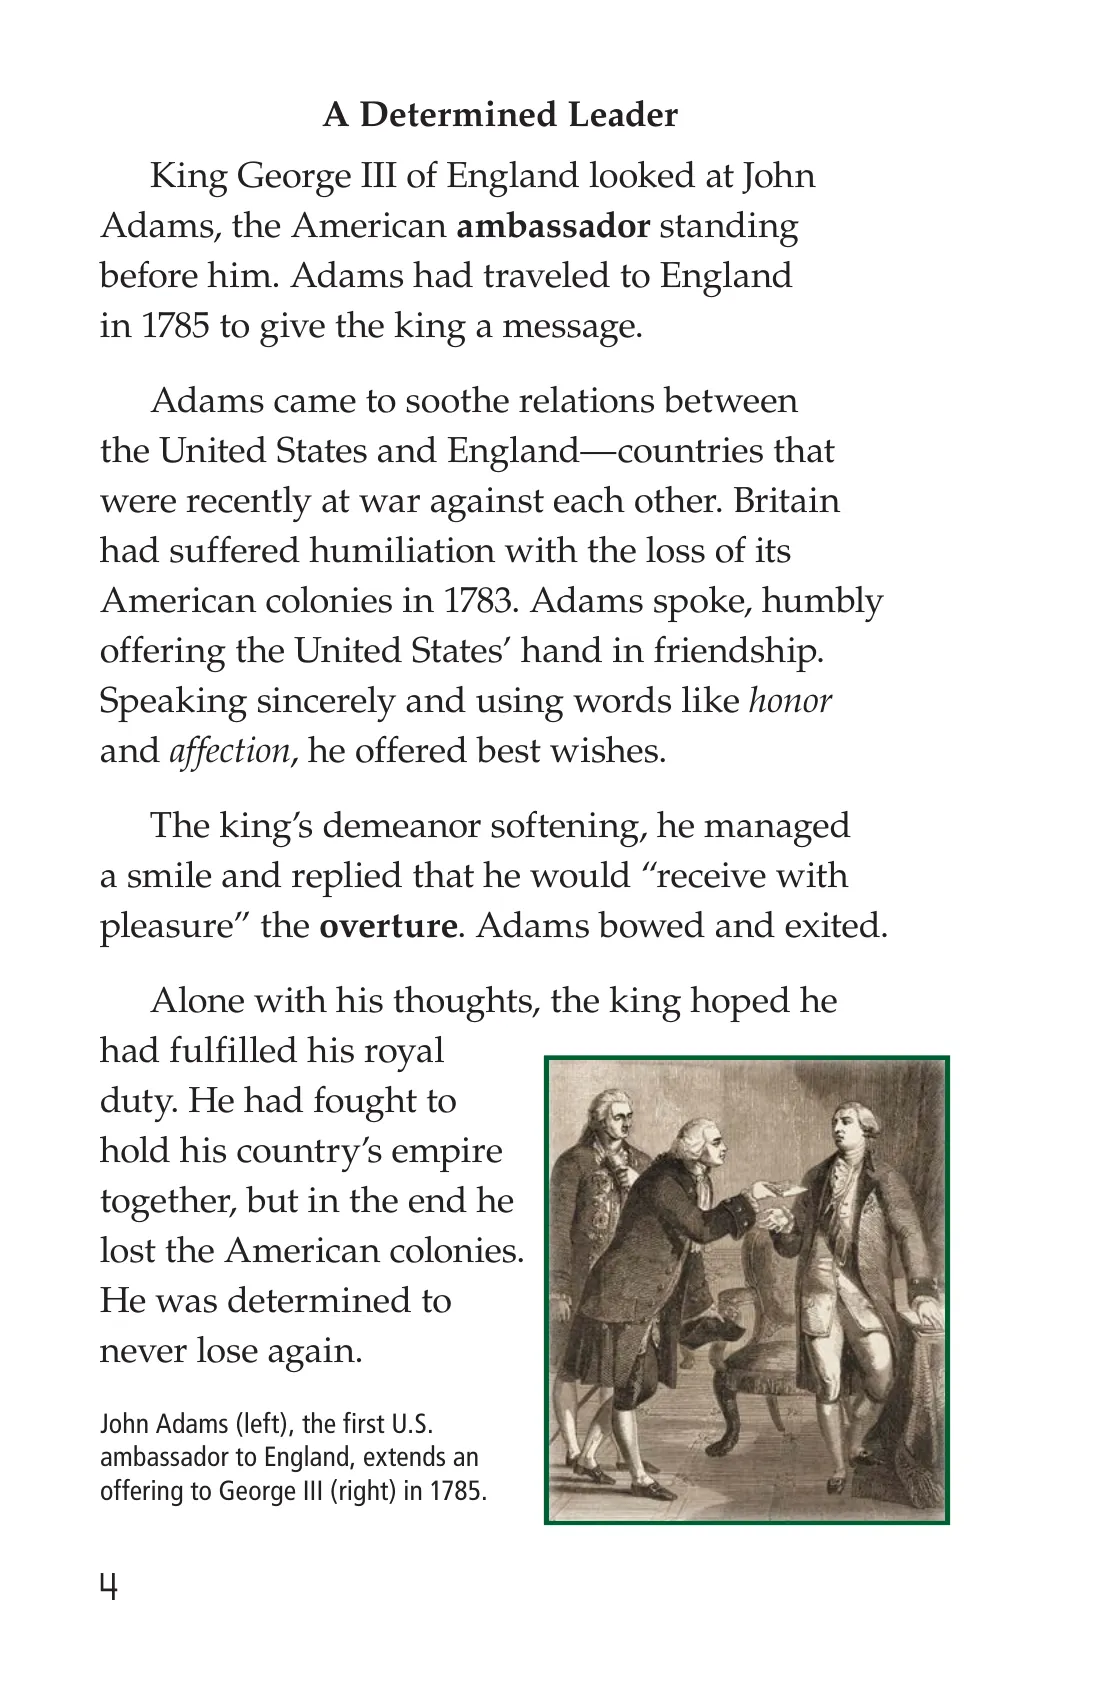 A Determined Leader
King George III of England looked at John
Adams, the American ambassador standing
before him. Adams had traveled to England
in 1785 to give the king a message.
Adams came to soothe relations between
the United States and England—countries that
were recently at war against each other. Britain
had suffered humiliation with the loss of its
American colonies in 1783. Adams spoke, humbly
offering the United States’ hand in friendship.
Speaking sincerely and using words like honor
and affection, he offered best wishes.
The king’s demeanor softening, he managed
a smile and replied that he would “receive with
pleasure” the overture. Adams bowed and exited.
Alone with his thoughts, the king hoped he
had fulfilled his royal
duty. He had fought to
hold his country’s empire
together, but in the end he
lost the American colonies.
He was determined to
never lose again.
John Adams (left), the first U.S.
ambassador to England, extends an
offering to George III (right) in 1785.
4